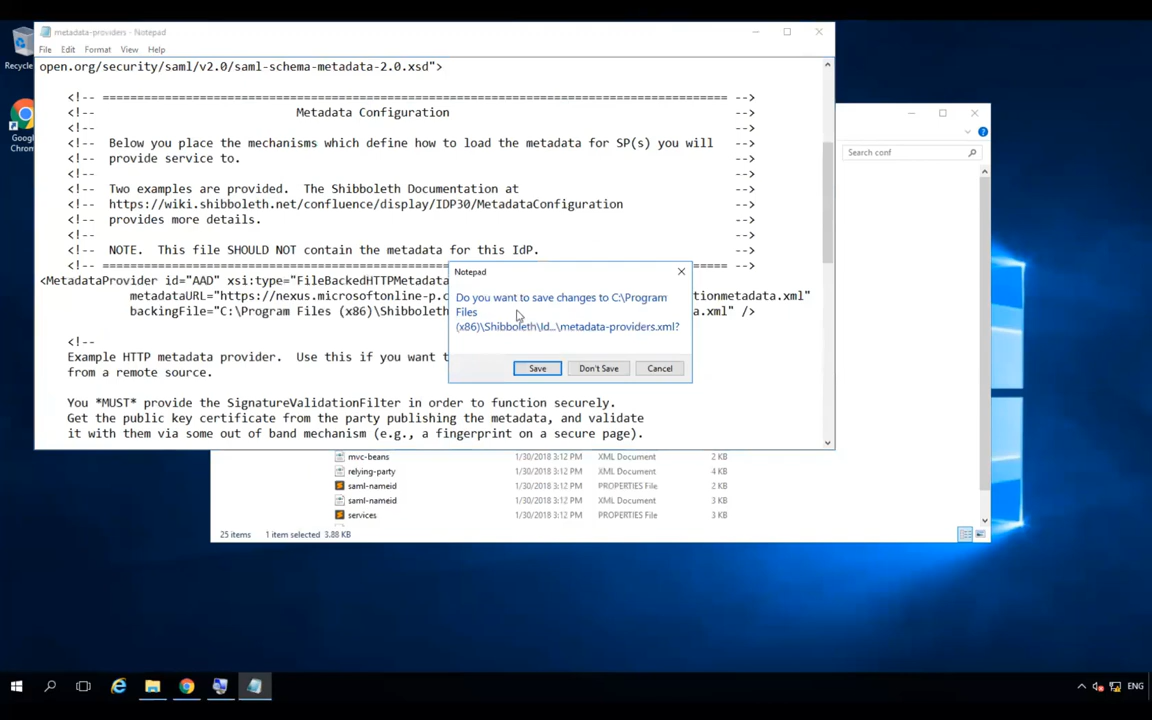 Recycle
Google
Chrom
metadata-providers - Notepad
File Edit Format View Help
open.org/security/saml/v2.0/saml-schema-metadata-2.0.xsd">
<!-- ======================================================================== -->
<!-- Metadata Configuration
<!-- -->
<!-- Below you place the mechanisms which define how to load the metadata for SP(s) you will -->
<!-- provide service to. -->
<!-- -->
<!-- Two examples are provided. The Shibboleth Documentation at -->
<!-- https://wiki.shibboleth.net/confluence/display/IDP30/MetadataConfiguration -->
<!-- provides more details. -->
<!-- -->
<!-- NOTE. This file SHOULD NOT contain the metadata for this IdP. -->
<!-- ======================================================================== -->
<MetadataProvider id="AAD" xsi:type="FileBackedHTTPMetadata
metadataURL="https://nexus.microsoftonline-p.c tionmetadata.xml"
backingFile="C:\Program Files (x86)\Shibboleth a.xml" />
<!--
Example HTTP metadata provider. Use this if you want t
from a remote source.
You *MUST* provide the SignatureValidationFilter in order to function securely.
Get the public key certificate from the party publishing the metadata, and validate
it with them via some out of band mechanism (e.g., a fingerprint on a secure page).
Notepad
Do you want to save changes to C:\Program
Files
(x86)\Shibboleth\Id...\metadata-providers.xml?
Save Don't Save Cancel
Search conf
mvc-beans 1/30/2018 3:12 PM XML Document 2 KB
relying-party 1/30/2018 3:12 PM XML Document 4 KB
saml-nameid 1/30/2018 3:12 PM PROPERTIES File 2 KB
saml-nameid 1/30/2018 3:12 PM XML Document 3 KB
services 1/30/2018 3:12 PM PROPERTIES File 3 KB
25 items 1 item selected 3.88 KB
ENG